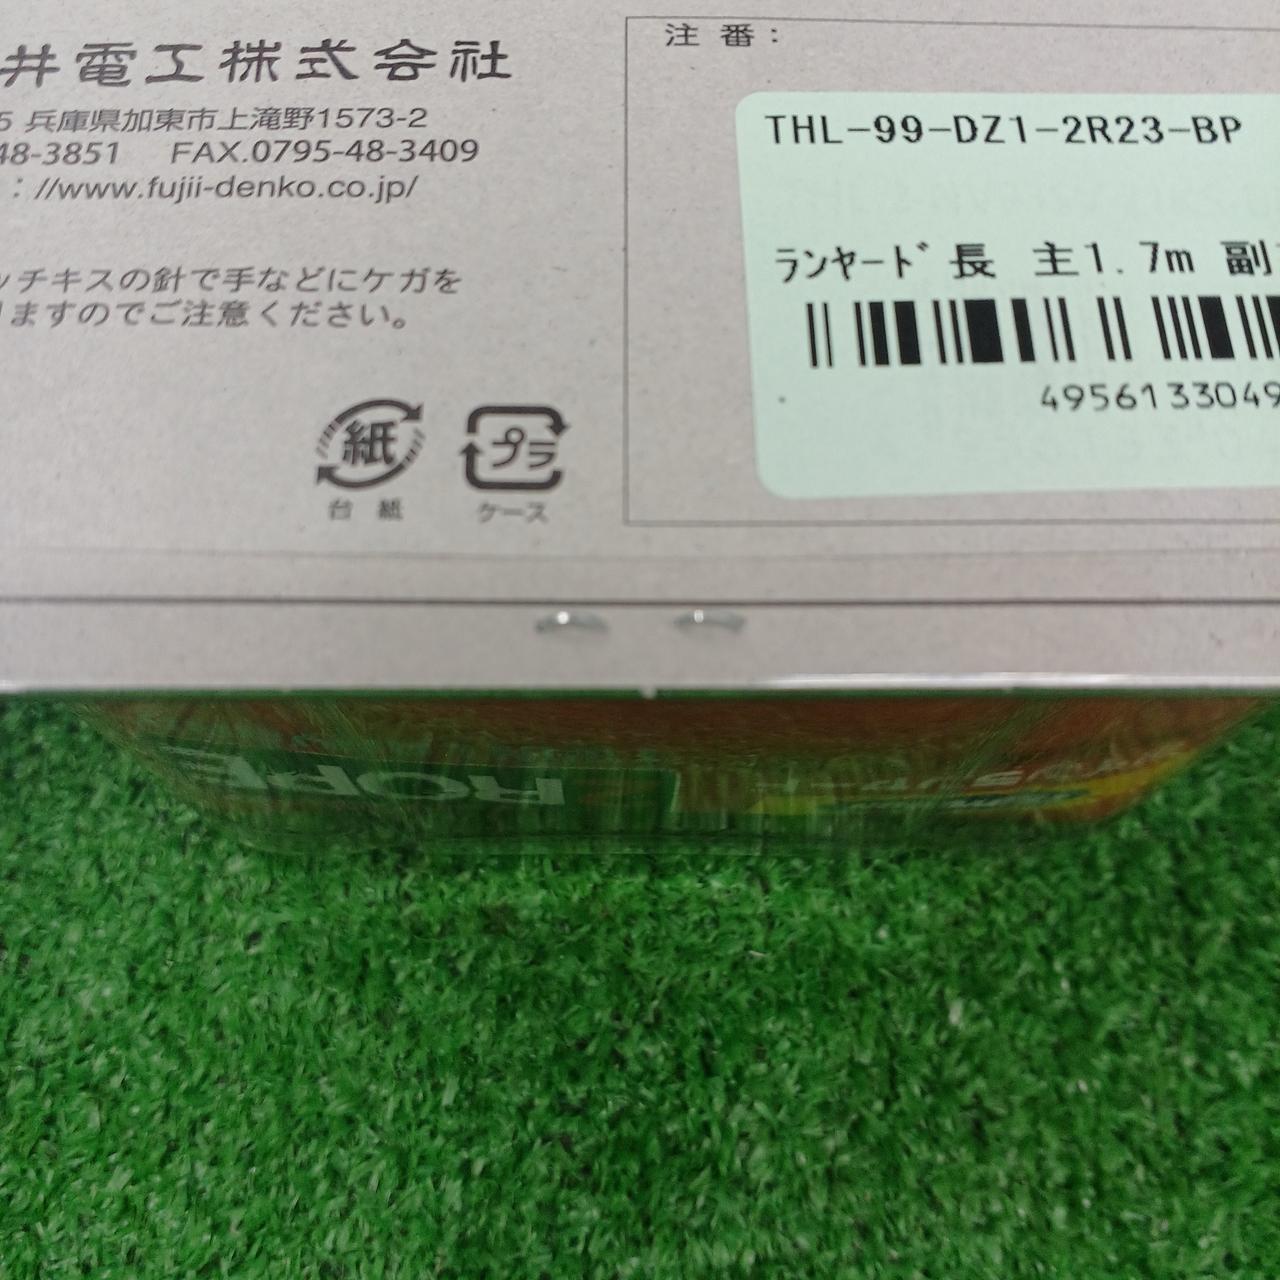 井電工株式会社
5 兵庫県加東市上滝野1573-2
48-3851 FAX.0795-48-3409
://www.fujii-denko.co.jp/
ッチキスの針で手などにケガを
りますのでご注意ください。
紙
台紙
プラ
ケース
注番:
THL-99-DZ1-2R23-BP
ﾗﾝﾔｰﾄﾞ長 主1.7m 副
4956133049
ROPE